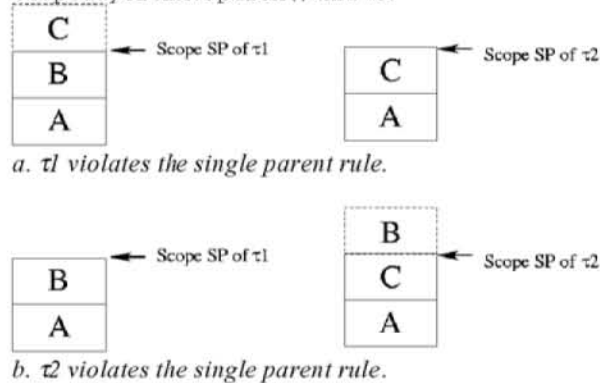 C
Scope SP of τ1
B
A
Scope SP of τ2
C
A
a. τ1 violates the single parent rule.
Scope SP of τ1
B
A
B
Scope SP of τ2
C
A
b. τ2 violates the single parent rule.